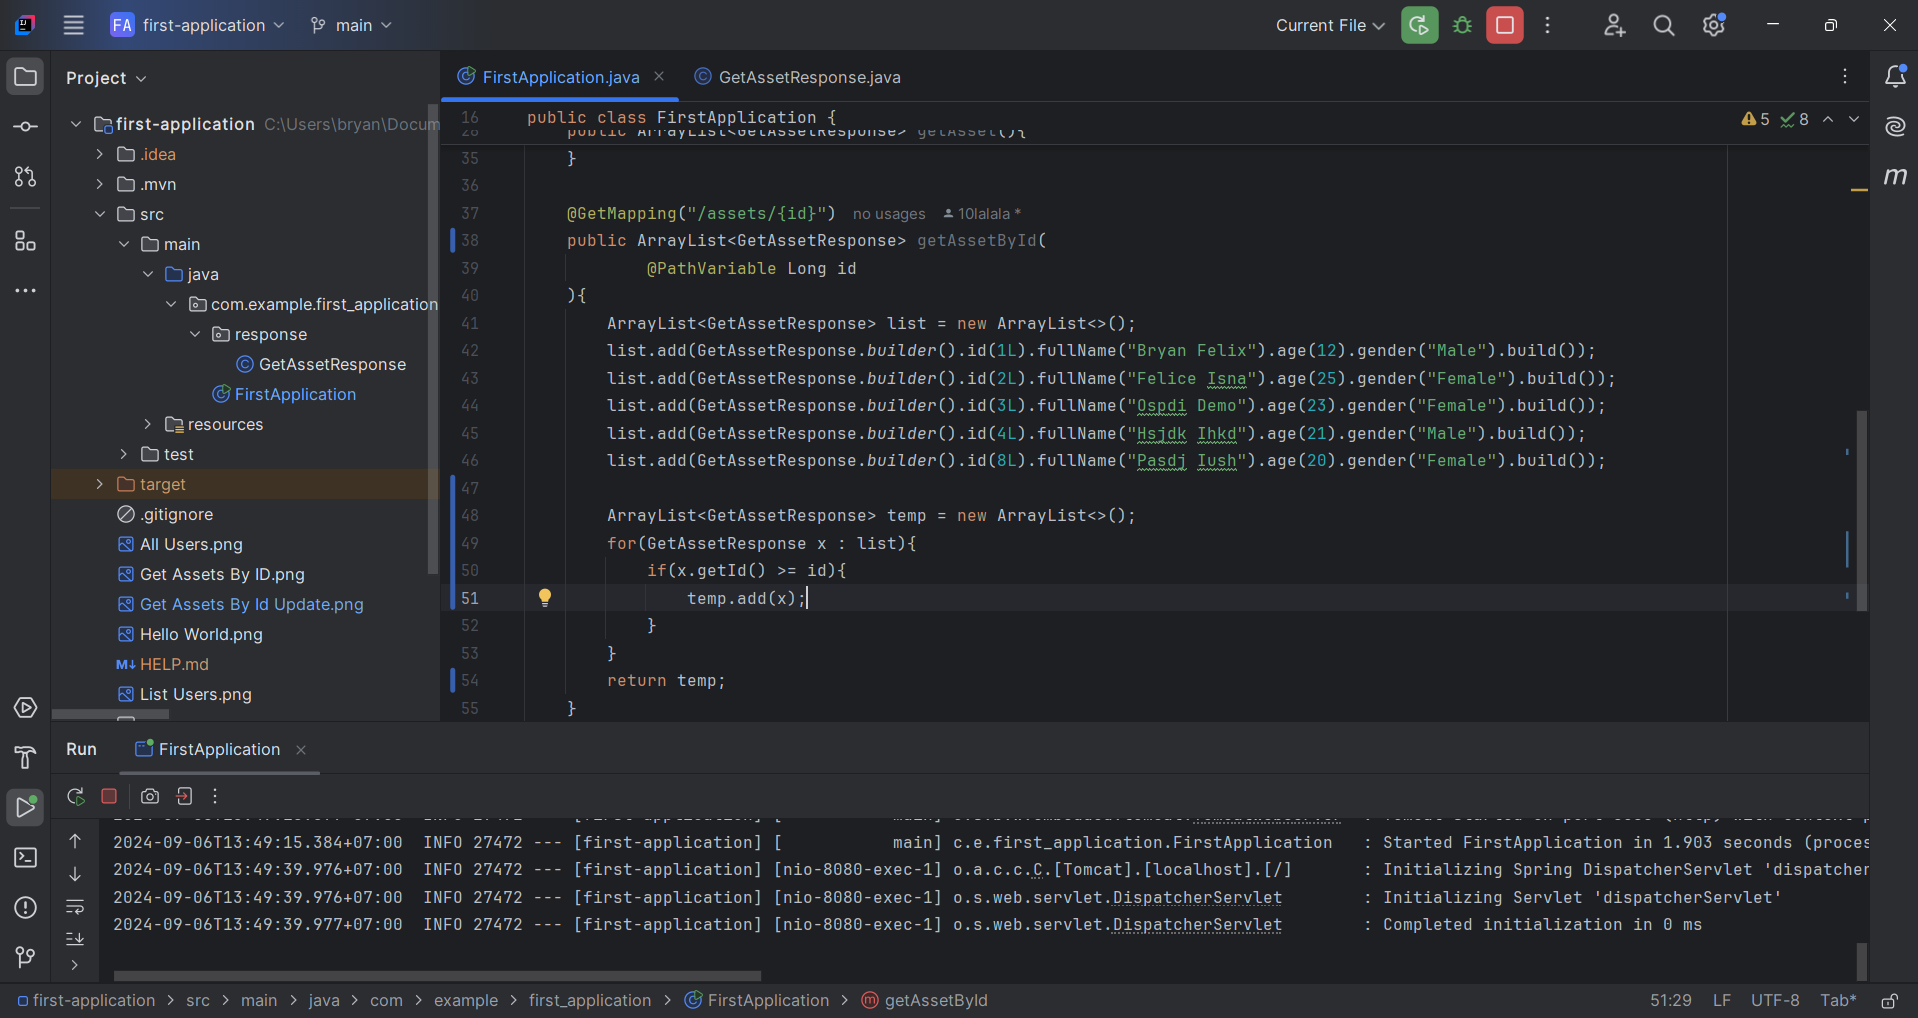 FA first-application main Current File
Project
FirstApplication.java GetAssetResponse.java
first-application C:\Users\bryan\Docum
.idea
.mvn
src
main
java
com.example.first_application
response
GetAssetResponse
FirstApplication
resources
test
target
.gitignore
All Users.png
Get Assets By ID.png
Get Assets By Id Update.png
Hello World.png
M↓ HELP.md
List Users.png
16 public class FirstApplication { 5 8
28 public ArrayList<GetAssetResponse> getAsset(){
35 }
36
37 @GetMapping("/assets/{id}") no usages 10lalala *
38 public ArrayList<GetAssetResponse> getAssetById(
39 @PathVariable Long id
40 ){
41 ArrayList<GetAssetResponse> list = new ArrayList<>();
42 list.add(GetAssetResponse.builder().id(1L).fullName("Bryan Felix").age(12).gender("Male").build());
43 list.add(GetAssetResponse.builder().id(2L).fullName("Felice Isna").age(25).gender("Female").build());
44 list.add(GetAssetResponse.builder().id(3L).fullName("Ospdi Demo").age(23).gender("Female").build());
45 list.add(GetAssetResponse.builder().id(4L).fullName("Hsjdk Ihkd").age(21).gender("Male").build());
46 list.add(GetAssetResponse.builder().id(8L).fullName("Pasdj Iush").age(20).gender("Female").build());
47
48 ArrayList<GetAssetResponse> temp = new ArrayList<>();
49 for(GetAssetResponse x : list){
50 if(x.getId() >= id){
51 temp.add(x);
52 }
53 }
54 return temp;
55 }
m
Run FirstApplication
2024-09-06T13:49:15.384+07:00 INFO 27472 --- [first-application] [ main] c.e.first_application.FirstApplication : Started FirstApplication in 1.903 seconds (proces
2024-09-06T13:49:39.976+07:00 INFO 27472 --- [first-application] [nio-8080-exec-1] o.a.c.c.C.[Tomcat].[localhost].[/] : Initializing Spring DispatcherServlet 'dispatcher
2024-09-06T13:49:39.976+07:00 INFO 27472 --- [first-application] [nio-8080-exec-1] o.s.web.servlet.DispatcherServlet : Initializing Servlet 'dispatcherServlet'
2024-09-06T13:49:39.977+07:00 INFO 27472 --- [first-application] [nio-8080-exec-1] o.s.web.servlet.DispatcherServlet : Completed initialization in 0 ms
first-application > src > main > java > com > example > first_application > FirstApplication > getAssetById 51:29 LF UTF-8 Tab*